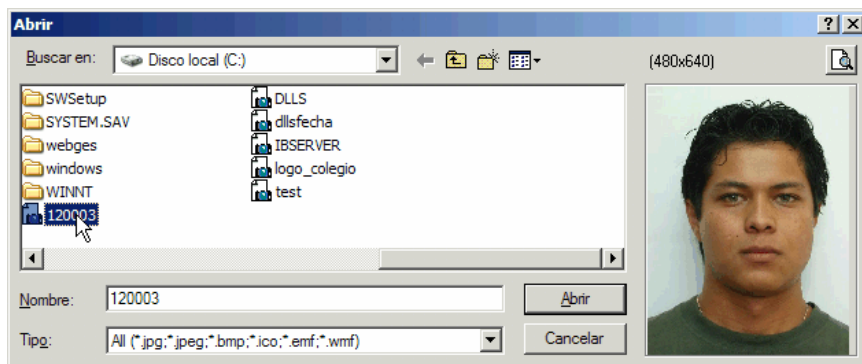 Abrir
Buscar en: Disco local (C:) (480x640)
SWSetup DLLS
SYSTEM.SAV dllsfecha
webges IBSERVER
windows logo_colegio
WINNT test
120003
Nombre: 120003 Abrir
Tipo: All (*.jpg;*.jpeg;*.bmp;*.ico;*.emf;*.wmf) Cancelar